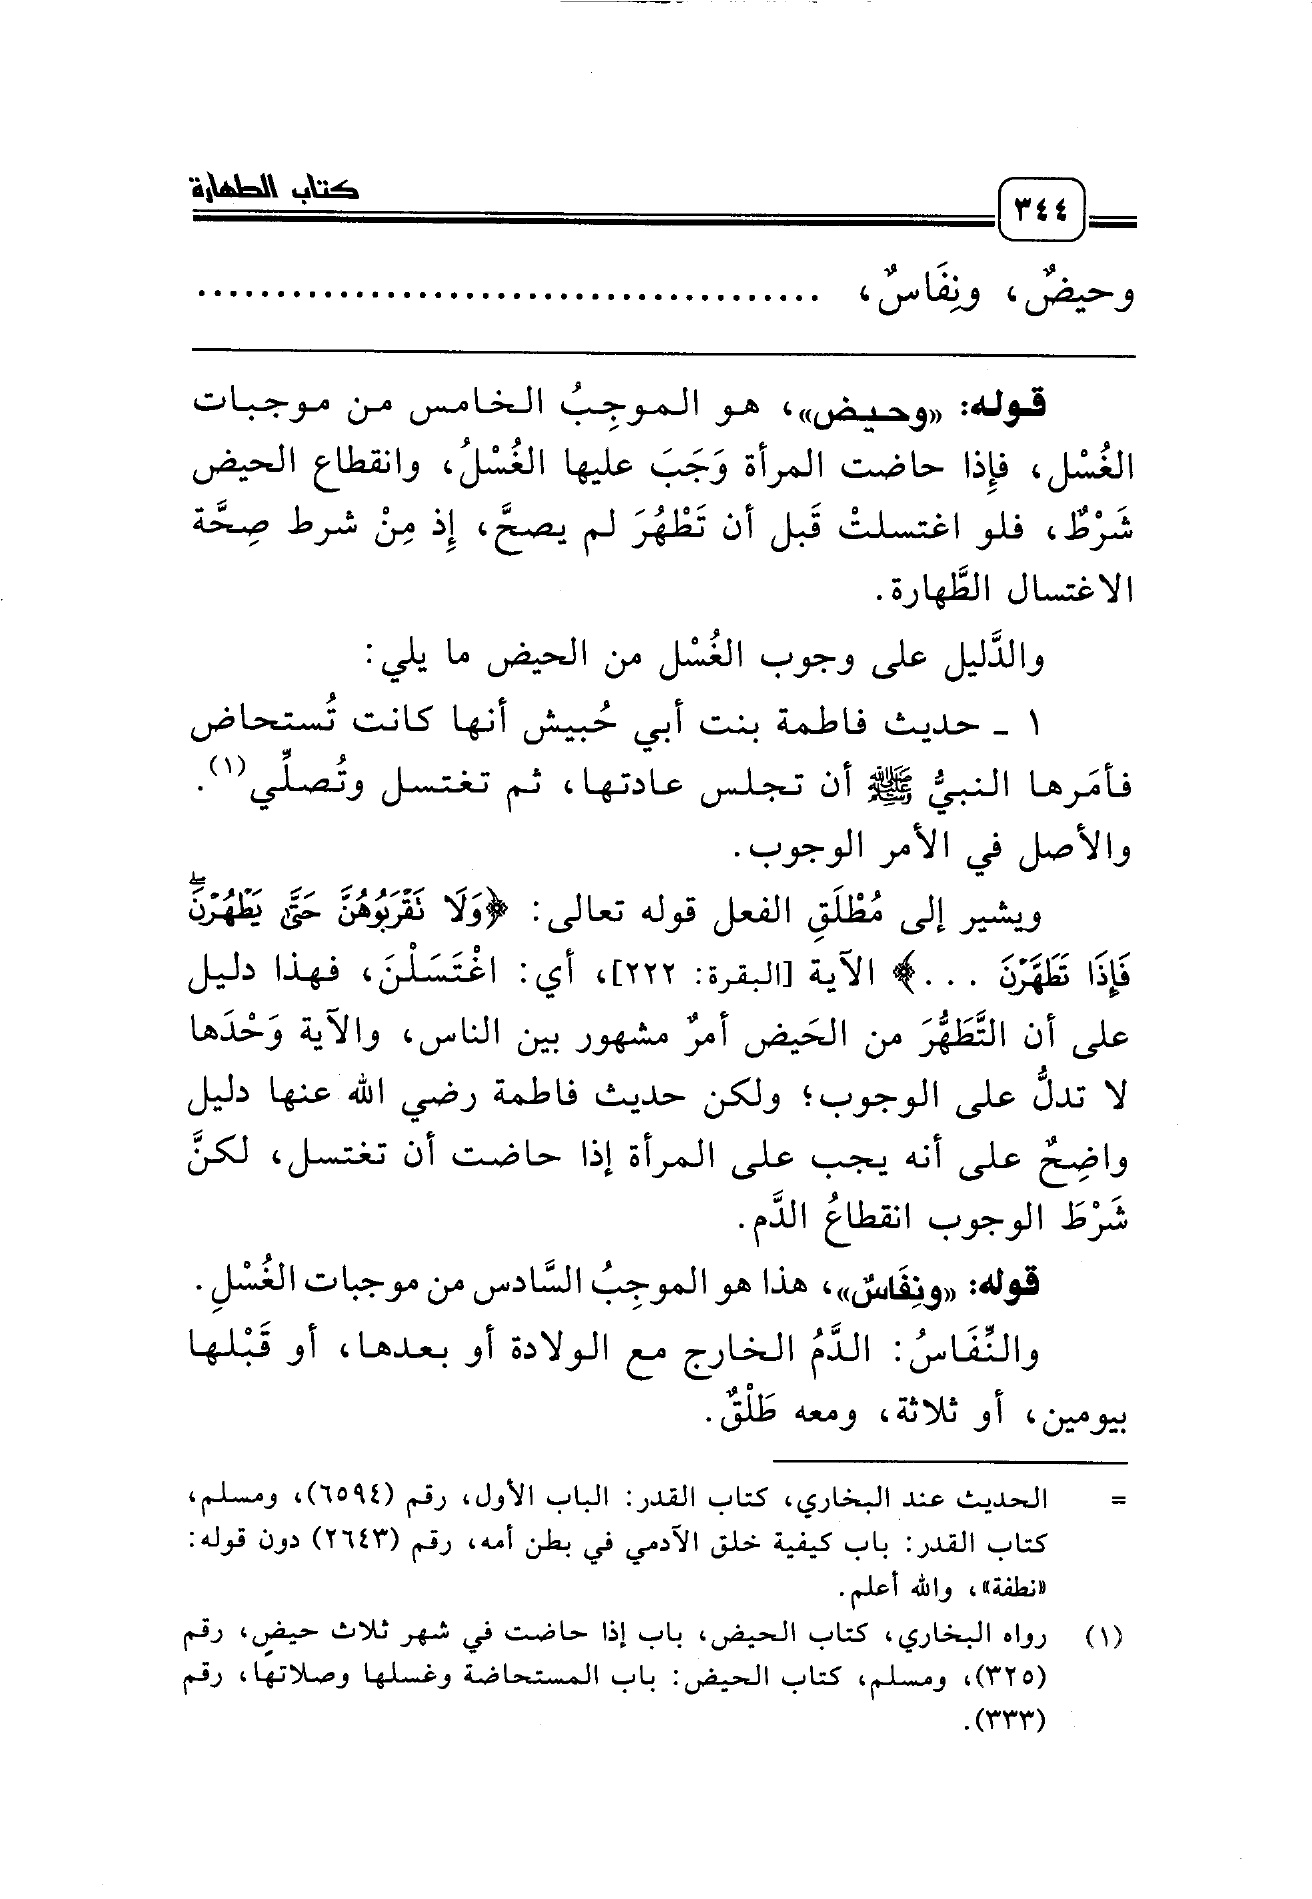 كتاب الطهارة
٣٤٤
وحيضٌ، ونِفَاسٌ، ........................................
قوله: «وحيض»، هو الموجِبُ الخامس من موجبات
الغُسْل، فإِذا حاضت المرأة وَجَبَ عليها الغُسْلُ، وانقطاع الحيض
شَرْطٌ، فلو اغتسلتْ قَبل أن تَطْهُرَ لم يصحَّ، إِذ مِنْ شرط صِحَّة
الاغتسال الطَّهارة.
والدَّليل على وجوب الغُسْل من الحيض ما يلي:
١ ـ حديث فاطمة بنت أبي حُبيش أنها كانت تُستحاض
فأمَرها النبيُّ ﷺ أن تجلس عادتها، ثم تغتسل وتُصلِّي(١).
والأصل في الأمر الوجوب.
ويشير إلى مُطْلَقِ الفعل قوله تعالى: ﴿وَلَا نَقْرَبُوهُنَّ حَتَّىٰ يَطْهُرْنَۖ
فَإِذَا تَطَهَّرْنَ ...﴾ الآية [البقرة: ٢٢٢]، أي: اغْتَسَلْنَ، فهذا دليل
على أن التَّطَهُّرَ من الحَيض أمرٌ مشهور بين الناس، والآية وَحْدَها
لا تدلُّ على الوجوب؛ ولكن حديث فاطمة رضي الله عنها دليل
واضِحٌ على أنه يجب على المرأة إذا حاضت أن تغتسل، لكنَّ
شَرْطَ الوجوب انقطاعُ الدَّم.
قوله: «ونِفَاسٌ»، هذا هو الموجِبُ السَّادس من موجبات الغُسْلِ.
والنِّفَاسُ: الدَّمُ الخارج مع الولادة أو بعدها، أو قَبْلها
بيومين، أو ثلاثة، ومعه طَلْقٌ.
= الحديث عند البخاري، كتاب القدر: الباب الأول، رقم (٦٥٩٤)، ومسلم،
كتاب القدر: باب كيفية خلق الآدمي في بطن أمه، رقم (٢٦٤٣) دون قوله:
«نطفة»، والله أعلم.
(١) رواه البخاري، كتاب الحيض، باب إذا حاضت في شهر ثلاث حيضٍ، رقم
(٣٢٥)، ومسلم، كتاب الحيض: باب المستحاضة وغسلها وصلاتها، رقم
(٣٣٣).